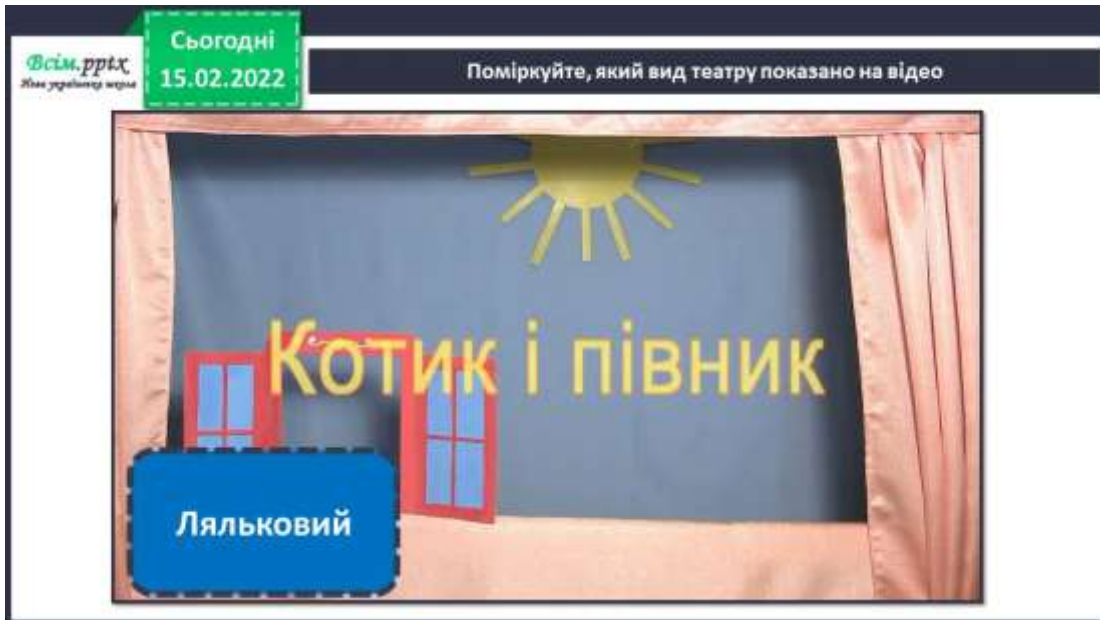 Всім.pptx
Нова українська школа
Сьогодні
15.02.2022
Поміркуйте, який вид театру показано на відео
Котик і півник
Ляльковий